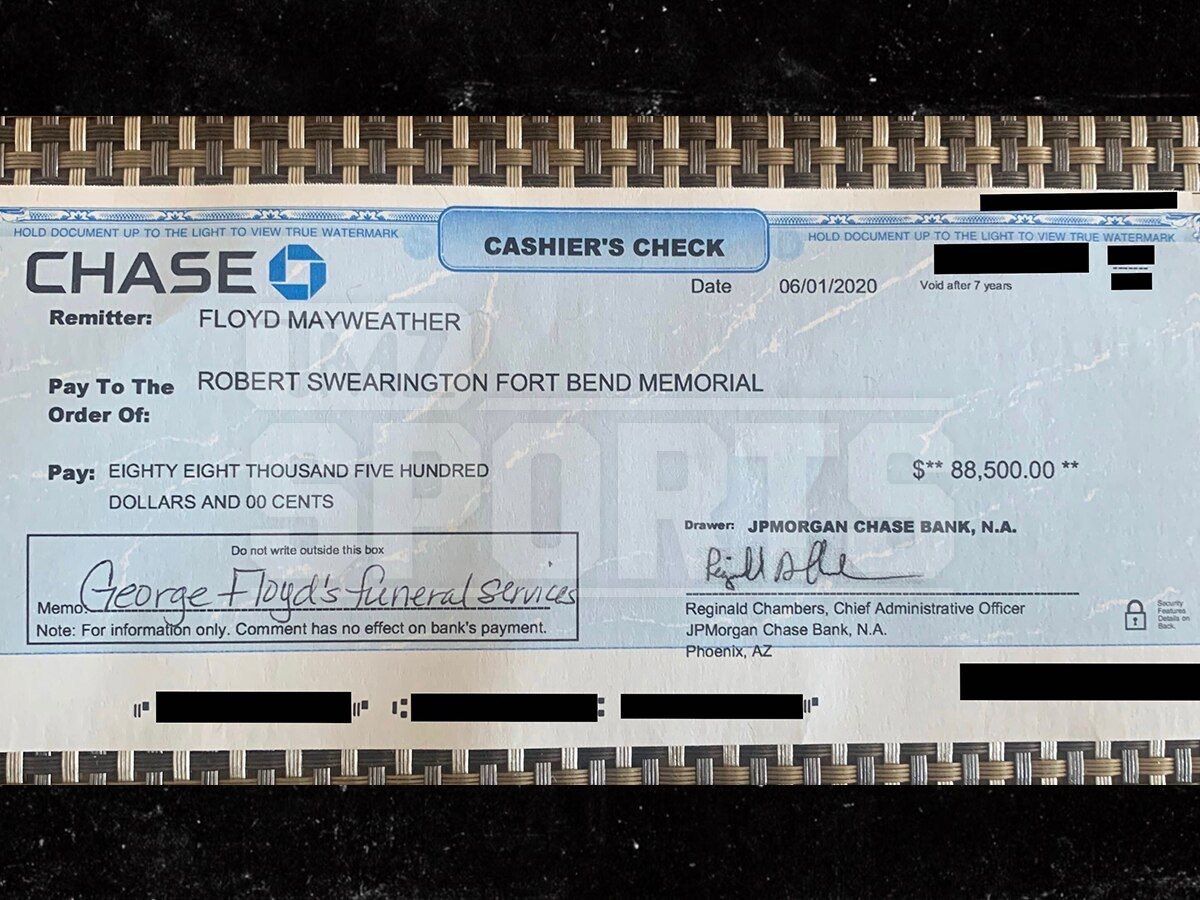 HOLD DOCUMENT UP TO THE LIGHT TO VIEW TRUE WATERMARK
CASHIER'S CHECK
HOLD DOCUMENT UP TO THE LIGHT TO VIEW TRUE WATERMARK
CHASE
Date 06/01/2020
Void after 7 years
Remitter: FLOYD MAYWEATHER
Pay To The ROBERT SWEARINGTON FORT BEND MEMORIAL
Order Of:
TMZ
SPORTS
Pay: EIGHTY EIGHT THOUSAND FIVE HUNDRED $** 88,500.00 **
DOLLARS AND 00 CENTS
Drawer: JPMORGAN CHASE BANK, N.A.
Do not write outside this box
Memo: George Floyd's funeral services
Note: For information only. Comment has no effect on bank's payment.
Reginald Chambers, Chief Administrative Officer
JPMorgan Chase Bank, N.A.
Phoenix, AZ
Security
Features
Details on
Back.